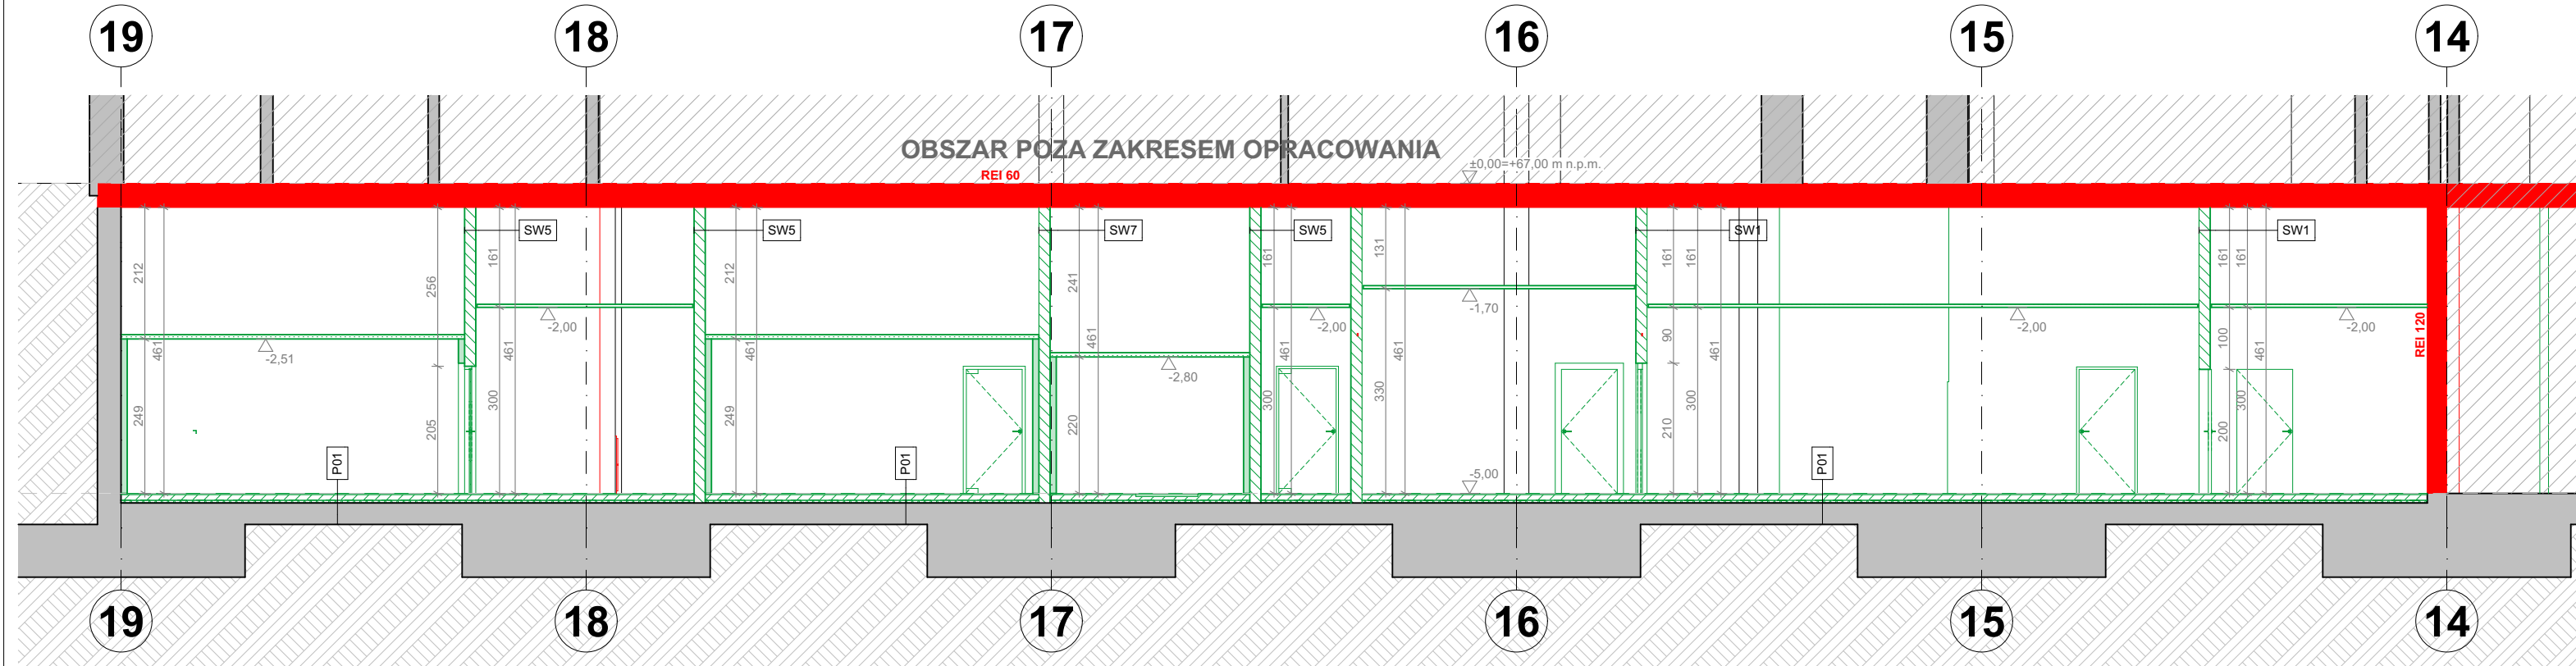 19 18 17 16 15 14
OBSZAR POZA ZAKRESEM OPRACOWANIA
±0,00=+67,00 m n.p.m.
REI 60
SW5 SW5 SW7 SW5 SW1 SW1
212 461 256 161 461 212 461 241 461 161 461 131 461 161 161 461 161 161 461
-2,51 -2,00 -2,80 -2,00 -1,70 -2,00 -2,00
REI 120
249 205 300 249 220 300 330 90 210 300 100 200 300
-5,00
P01 P01 P01
19 18 17 16 15 14